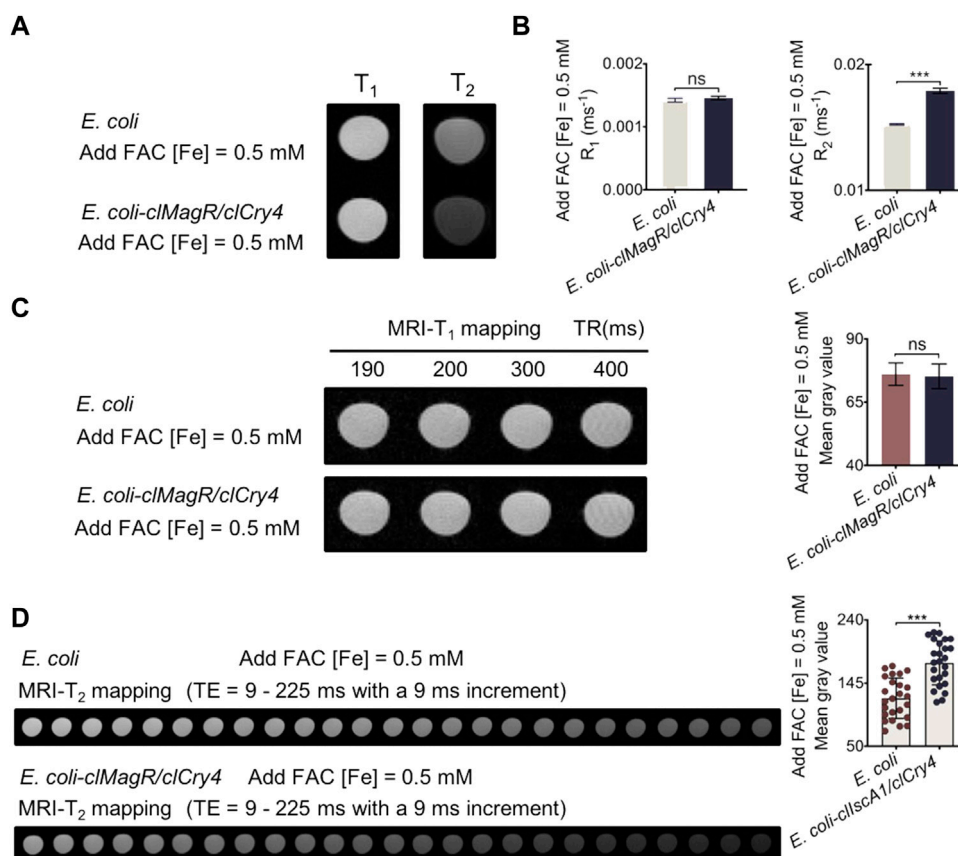 A
T1
T2
E. coli
Add FAC [Fe] = 0.5 mM
E. coli-clMagR/clCry4
Add FAC [Fe] = 0.5 mM
B
Add FAC [Fe] = 0.5 mM
R1 (ms-1)
0.002
0.001
0.000
ns
E. coli
E. coli-clMagR/clCry4
Add FAC [Fe] = 0.5 mM
R2 (ms-1)
0.02
0.01
***
E. coli
E. coli-clMagR/clCry4
C
MRI-T1 mapping TR(ms)
190 200 300 400
E. coli
Add FAC [Fe] = 0.5 mM
E. coli-clMagR/clCry4
Add FAC [Fe] = 0.5 mM
Add FAC [Fe] = 0.5 mM
Mean gray value
90
65
40
ns
E. coli
E. coli-clMagR/clCry4
D
E. coli Add FAC [Fe] = 0.5 mM
MRI-T2 mapping (TE = 9 - 225 ms with a 9 ms increment)
E. coli-clMagR/clCry4 Add FAC [Fe] = 0.5 mM
MRI-T2 mapping (TE = 9 - 225 ms with a 9 ms increment)
Add FAC [Fe] = 0.5 mM
Mean gray value
240
145
50
***
E. coli
E. coli-clIscA1/clCry4